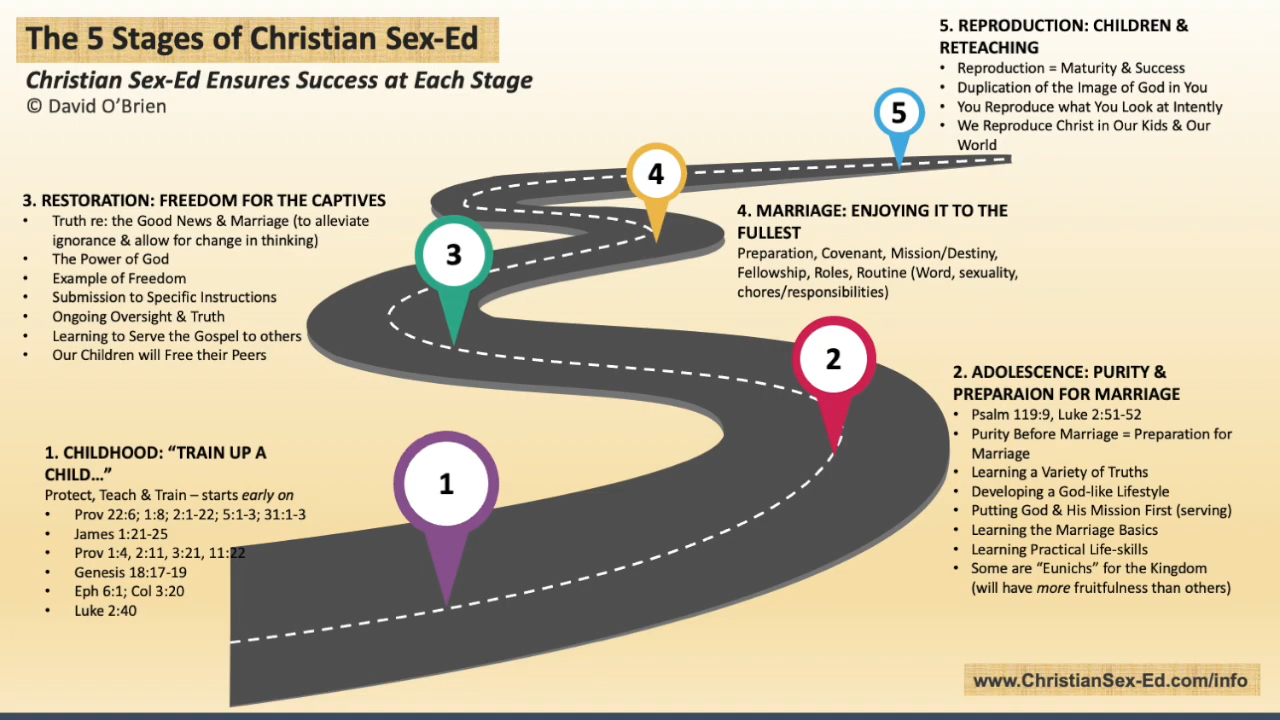 The 5 Stages of Christian Sex-Ed
Christian Sex-Ed Ensures Success at Each Stage
© David O’Brien
1. CHILDHOOD: “TRAIN UP A
CHILD…”
Protect, Teach & Train – starts early on
• Prov 22:6; 1:8; 2:1-22; 5:1-3; 31:1-3
• James 1:21-25
• Prov 1:4, 2:11, 3:21, 11:22
• Genesis 18:17-19
• Eph 6:1; Col 3:20
• Luke 2:40
1
2. ADOLESCENCE: PURITY &
PREPARAION FOR MARRIAGE
• Psalm 119:9, Luke 2:51-52
• Purity Before Marriage = Preparation for
Marriage
• Learning a Variety of Truths
• Developing a God-like Lifestyle
• Putting God & His Mission First (serving)
• Learning the Marriage Basics
• Learning Practical Life-skills
• Some are “Eunichs” for the Kingdom
(will have more fruitfulness than others)
2
3. RESTORATION: FREEDOM FOR THE CAPTIVES
• Truth re: the Good News & Marriage (to alleviate
ignorance & allow for change in thinking)
• The Power of God
• Example of Freedom
• Submission to Specific Instructions
• Ongoing Oversight & Truth
• Learning to Serve the Gospel to others
• Our Children will Free their Peers
3
4. MARRIAGE: ENJOYING IT TO THE
FULLEST
Preparation, Covenant, Mission/Destiny,
Fellowship, Roles, Routine (Word, sexuality,
chores/responsibilities)
4
5. REPRODUCTION: CHILDREN &
RETEACHING
• Reproduction = Maturity & Success
• Duplication of the Image of God in You
• You Reproduce what You Look at Intently
• We Reproduce Christ in Our Kids & Our
World
5
www.ChristianSex-Ed.com/info